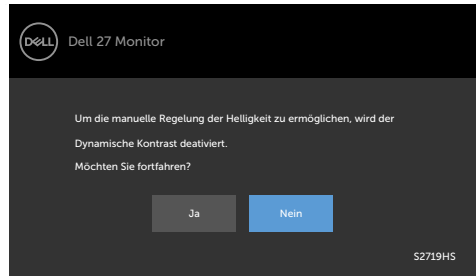 DELL
Dell 27 Monitor
Um die manuelle Regelung der Helligkeit zu ermöglichen, wird der
Dynamische Kontrast deativiert.
Möchten Sie fortfahren?
Ja
Nein
S2719HS